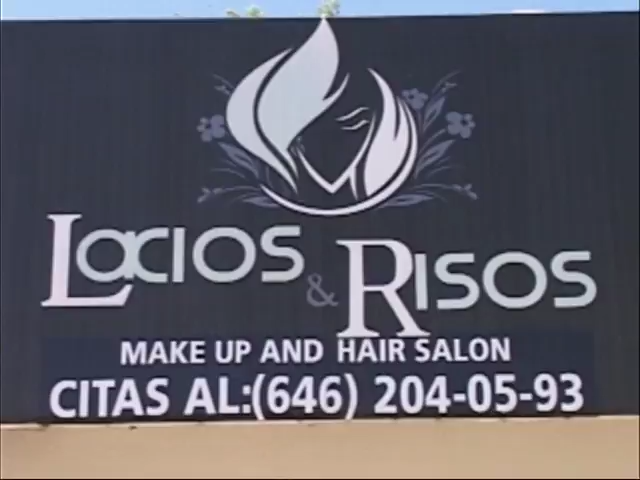 LACIOS
& RISOS
MAKE UP AND HAIR SALON
CITAS AL:(646) 204-05-93